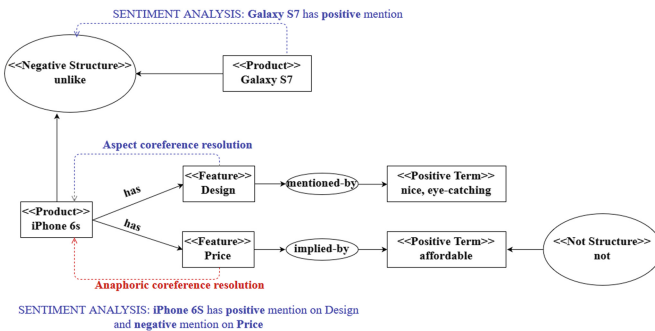 SENTIMENT ANALYSIS: Galaxy S7 has positive mention
<<Negative Structure>>
unlike
<<Product>>
Galaxy S7
Aspect coreference resolution
<<Feature>>
Design
mentioned-by
<<Positive Term>>
nice, eye-catching
has
<<Product>>
iPhone 6s
has
<<Feature>>
Price
implied-by
<<Positive Term>>
affordable
<<Not Structure>>
not
Anaphoric coreference resolution
SENTIMENT ANALYSIS: iPhone 6S has positive mention on Design
and negative mention on Price